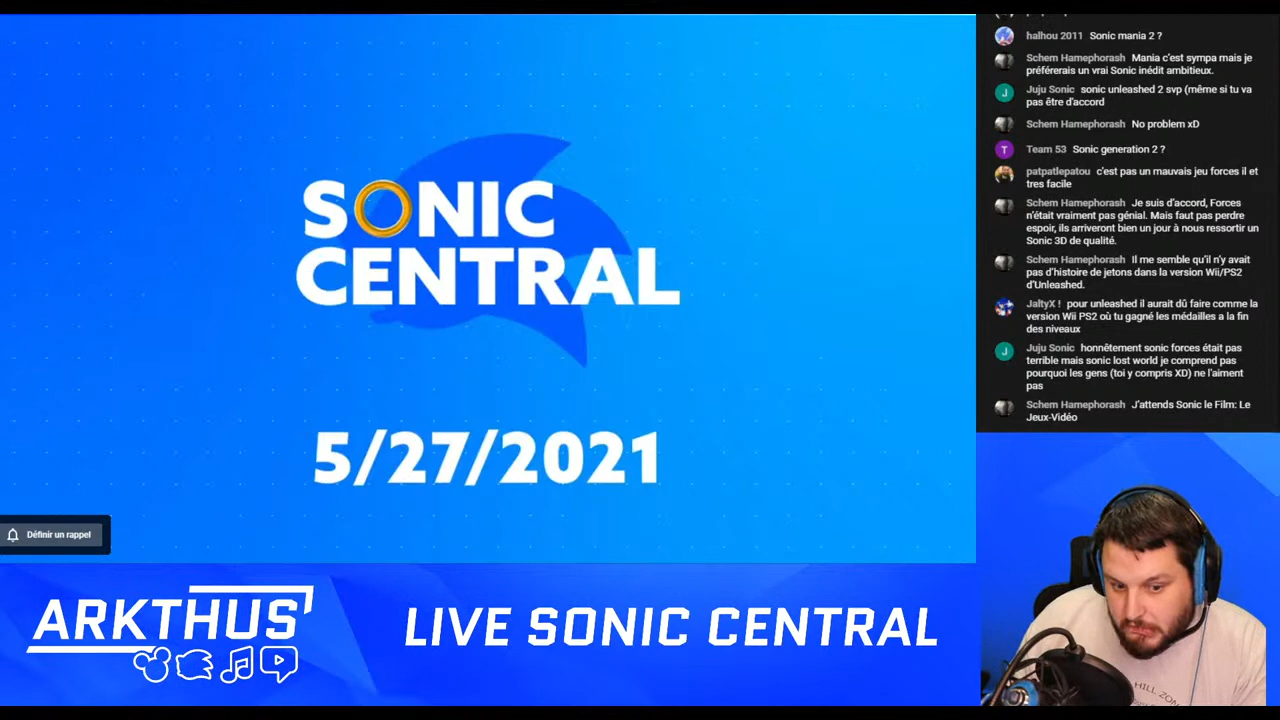 SONIC
CENTRAL
5/27/2021
Définir un rappel
ARKTHUS
LIVE SONIC CENTRAL
halhou 2011 Sonic mania 2 ?
Schem Hamephorash Mania c'est sympa mais je
préférerais un vrai Sonic inédit ambitieux.
J
Juju Sonic sonic unleashed 2 svp (même si tu va
pas être d'accord
Schem Hamephorash No problem xD
T
Team 53 Sonic generation 2 ?
patpatlepatou c'est pas un mauvais jeu forces il et
tres facile
Schem Hamephorash Je suis d'accord, Forces
n'était vraiment pas génial. Mais faut pas perdre
espoir, ils arriveront bien un jour à nous ressortir un
Sonic 3D de qualité.
Schem Hamephorash Il me semble qu'il n'y avait
pas d'histoire de jetons dans la version Wii/PS2
d'Unleashed.
JaltyX ! pour unleashed il aurait dû faire comme la
version Wii PS2 où tu gagné les médailles a la fin
des niveaux
J
Juju Sonic honnêtement sonic forces était pas
terrible mais sonic lost world je comprend pas
pourquoi les gens (toi y compris XD) ne l'aiment
pas
Schem Hamephorash J'attends Sonic le Film: Le
Jeux-Vidéo
HILL ZON